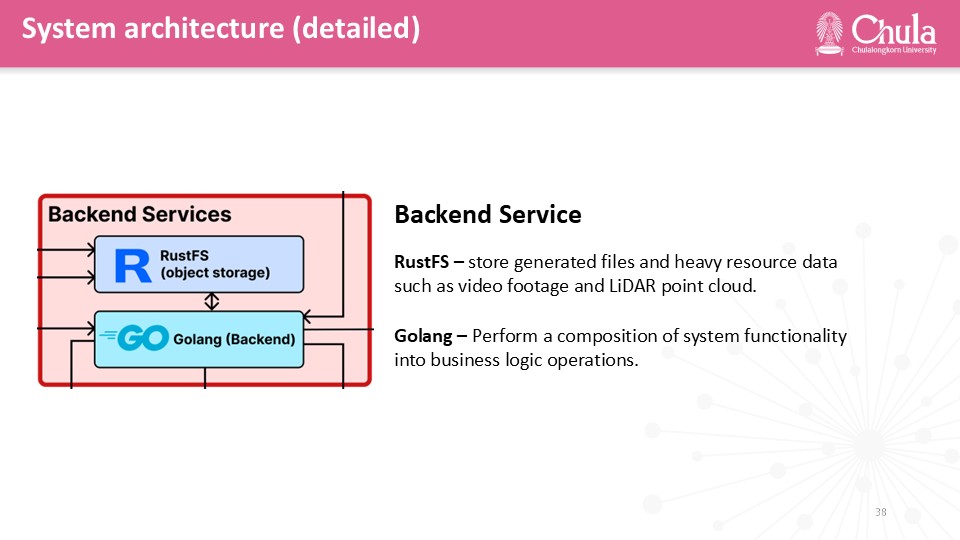 System architecture (detailed)
Chula
Chulalongkorn University
Backend Services
RustFS
(object storage)
GO
Golang (Backend)
Backend Service
RustFS – store generated files and heavy resource data
such as video footage and LiDAR point cloud.
Golang – Perform a composition of system functionality
into business logic operations.
38